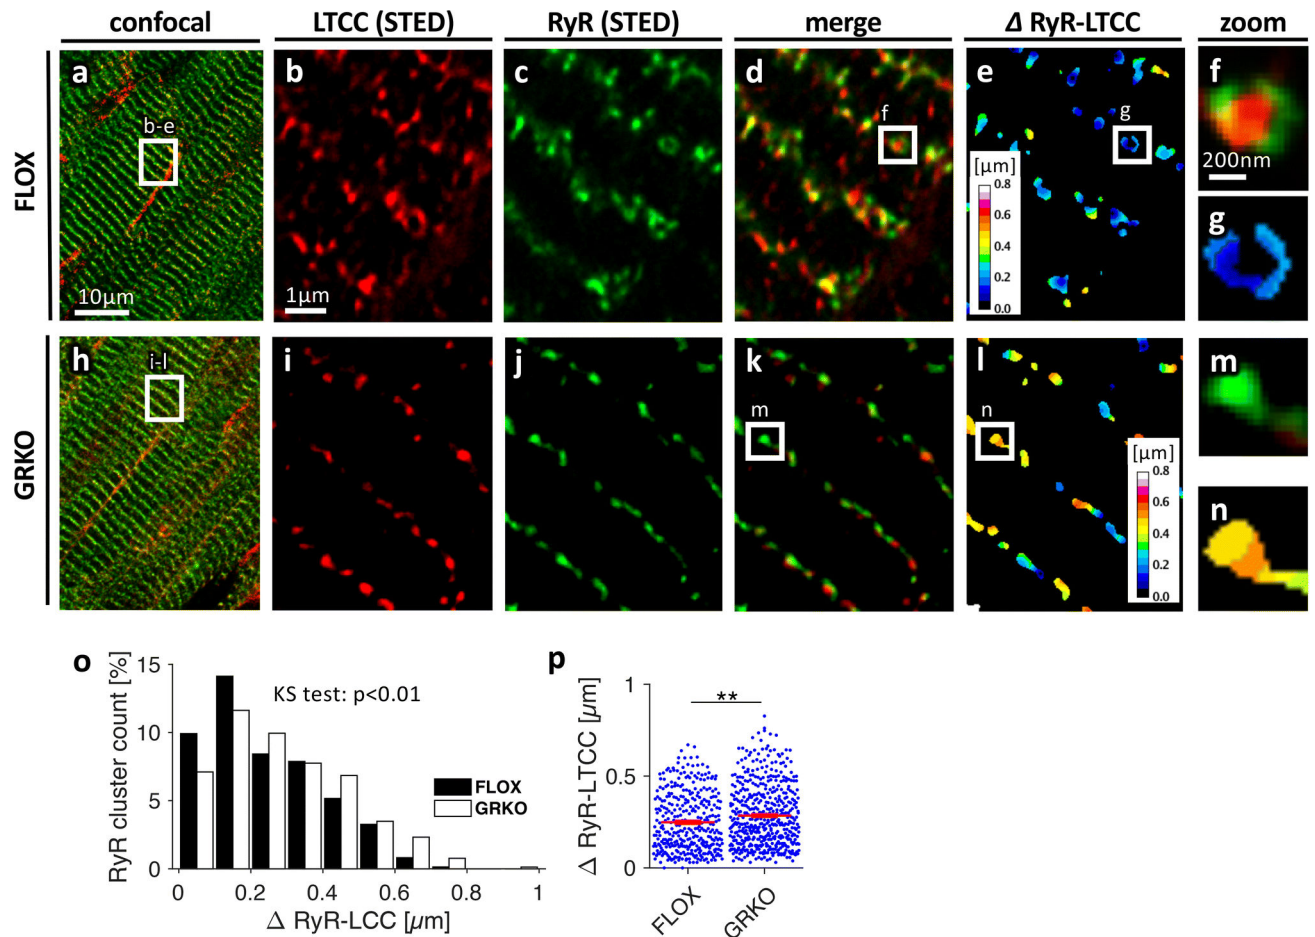 confocal LTCC (STED) RyR (STED) merge Δ RyR-LTCC zoom
FLOX
a b-e 10µm
b 1µm
c
d f
e g
[µm]
0.8
0.6
0.4
0.2
0.0
f
200nm
g
GRKO
h i-l
i
j
k m
l n
[µm]
0.8
0.6
0.4
0.2
0.0
m
n
o
RyR cluster count [%]
15
10
5
0
KS test: p<0.01
FLOX
GRKO
0 0.2 0.4 0.6 0.8 1
Δ RyR-LCC [µm]
p
Δ RyR-LTCC [µm]
1
0.5
0
**
FLOX GRKO